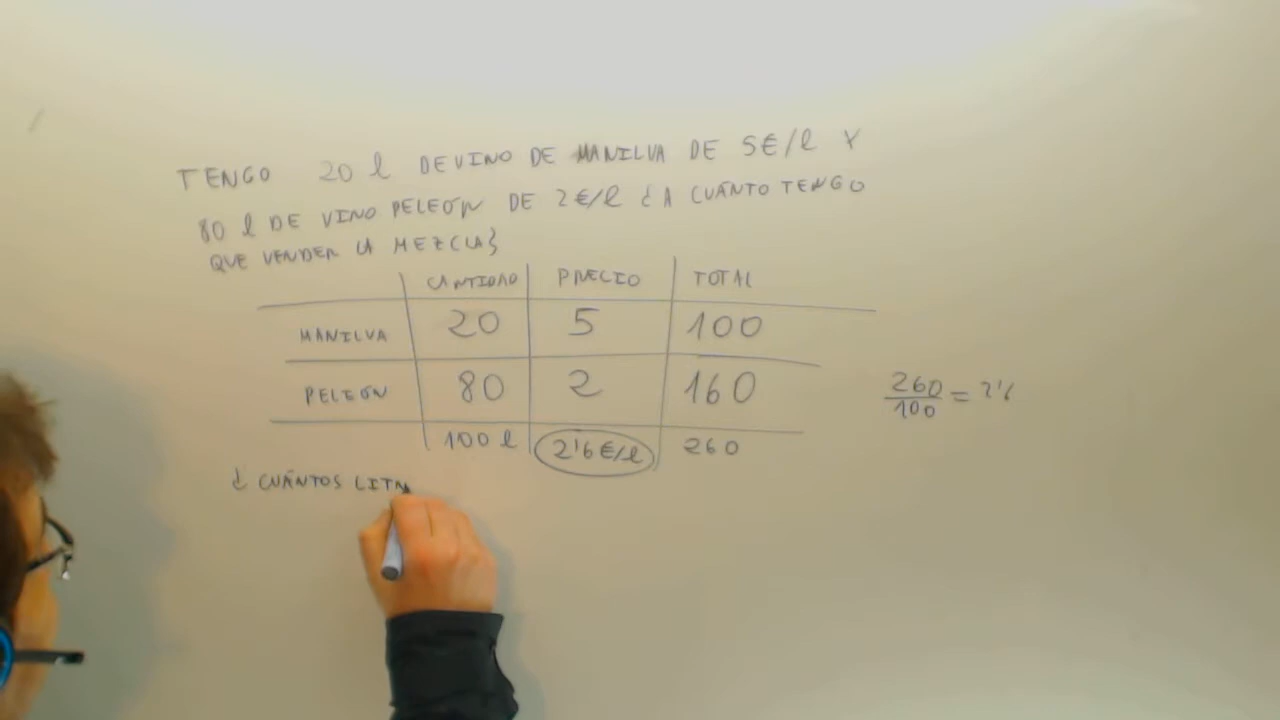 TENGO 20 l DE VINO DE MANILVA DE 5€/l Y
80 l DE VINO PELEÓN DE 2€/l ¿A CUÁNTO TENGO
QUE VENDER LA MEZCLA?
CANTIDAD PRECIO TOTAL
MANILVA 20 5 100
PELEÓN 80 2 160
100 l 2'6€/l 260
260/100 = 2'6
¿CUÁNTOS LITR